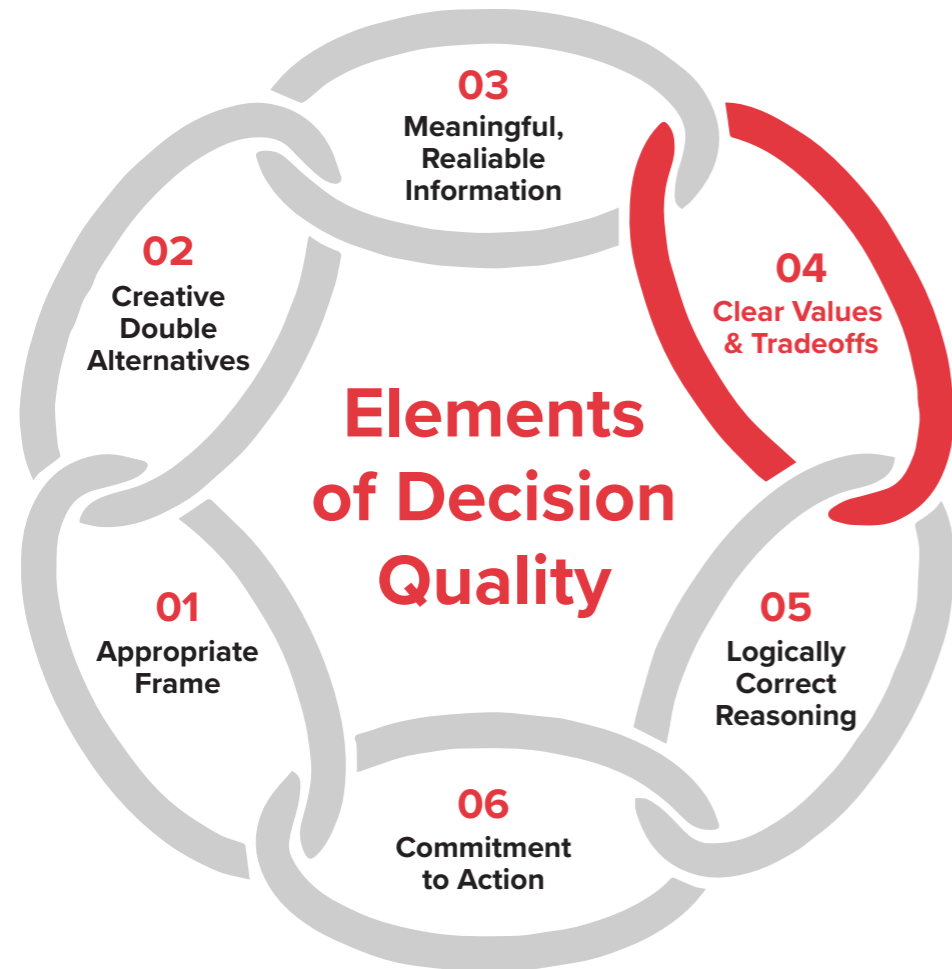 Elements
of Decision
Quality
01
Appropriate
Frame
02
Creative
Double
Alternatives
03
Meaningful,
Realiable
Information
04
Clear Values
& Tradeoffs
05
Logically
Correct
Reasoning
06
Commitment
to Action